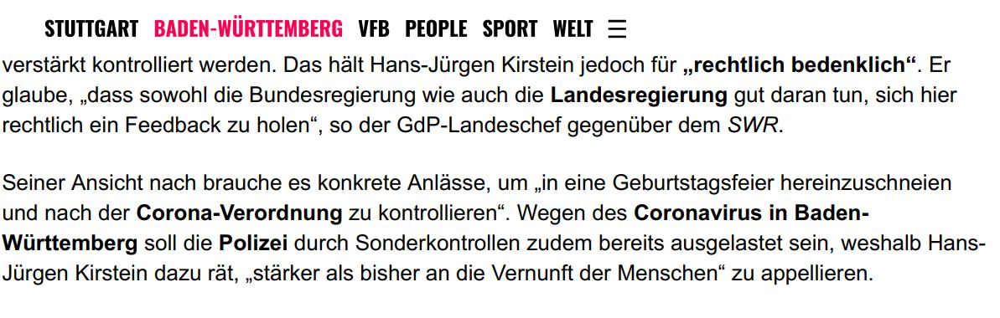 STUTTGART BADEN-WÜRTTEMBERG VFB PEOPLE SPORT WELT
verstärkt kontrolliert werden. Das hält Hans-Jürgen Kirstein jedoch für „rechtlich bedenklich“. Er
glaube, „dass sowohl die Bundesregierung wie auch die Landesregierung gut daran tun, sich hier
rechtlich ein Feedback zu holen“, so der GdP-Landeschef gegenüber dem SWR.
Seiner Ansicht nach brauche es konkrete Anlässe, um „in eine Geburtstagsfeier hereinzuschneien
und nach der Corona-Verordnung zu kontrollieren“. Wegen des Coronavirus in Baden-
Württemberg soll die Polizei durch Sonderkontrollen zudem bereits ausgelastet sein, weshalb Hans-
Jürgen Kirstein dazu rät, „stärker als bisher an die Vernunft der Menschen“ zu appellieren.